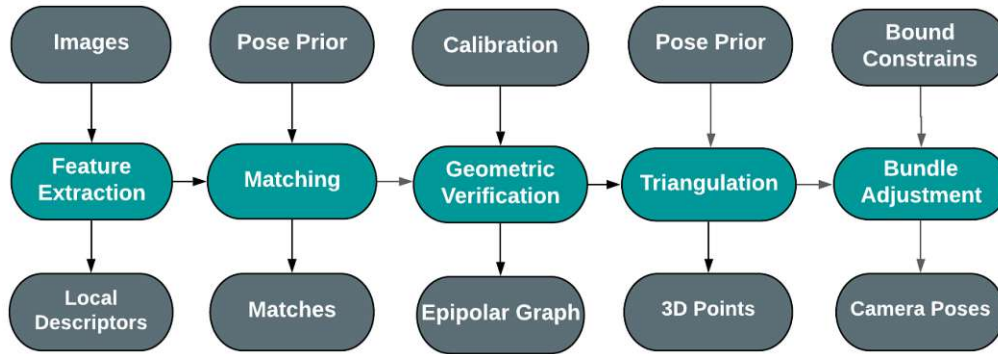 Images
Pose Prior
Calibration
Pose Prior
Bound
Constrains
Feature
Extraction
Matching
Geometric
Verification
Triangulation
Bundle
Adjustment
Local
Descriptors
Matches
Epipolar Graph
3D Points
Camera Poses